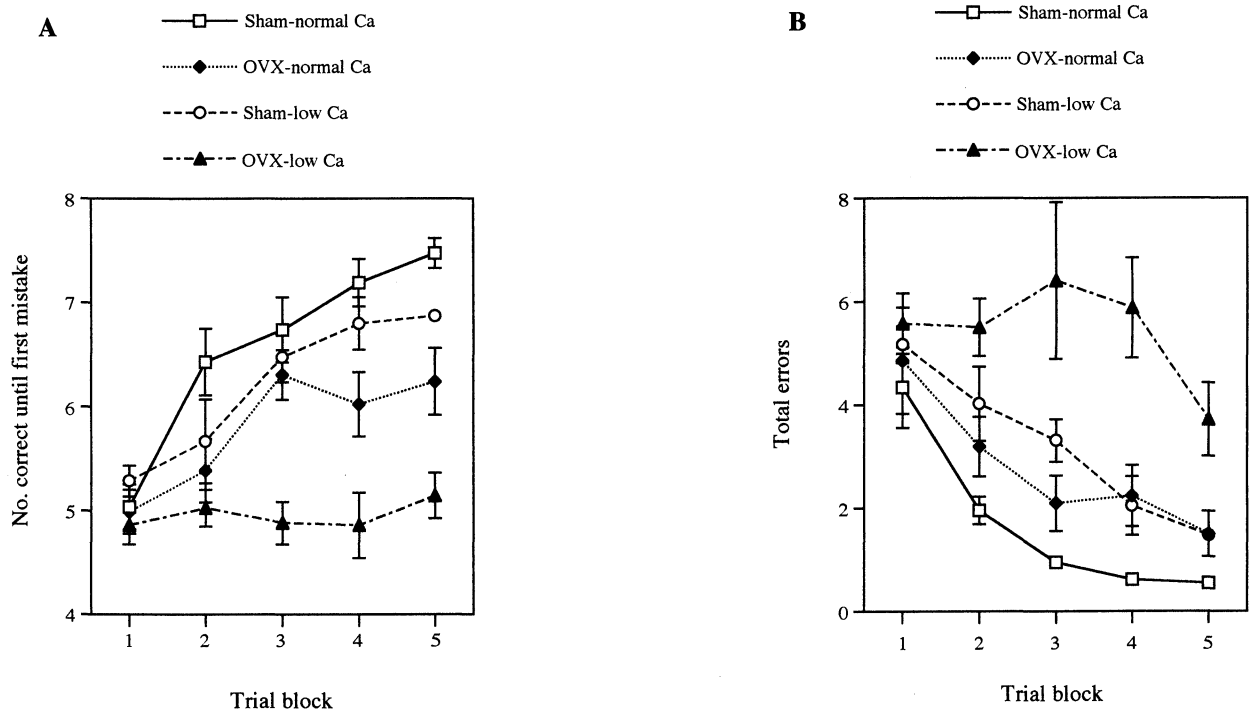 A
Sham-normal Ca
OVX-normal Ca
Sham-low Ca
OVX-low Ca
8
7
6
5
4
No. correct until first mistake
1 2 3 4 5
Trial block
B
Sham-normal Ca
OVX-normal Ca
Sham-low Ca
OVX-low Ca
8
6
4
2
0
Total errors
1 2 3 4 5
Trial block